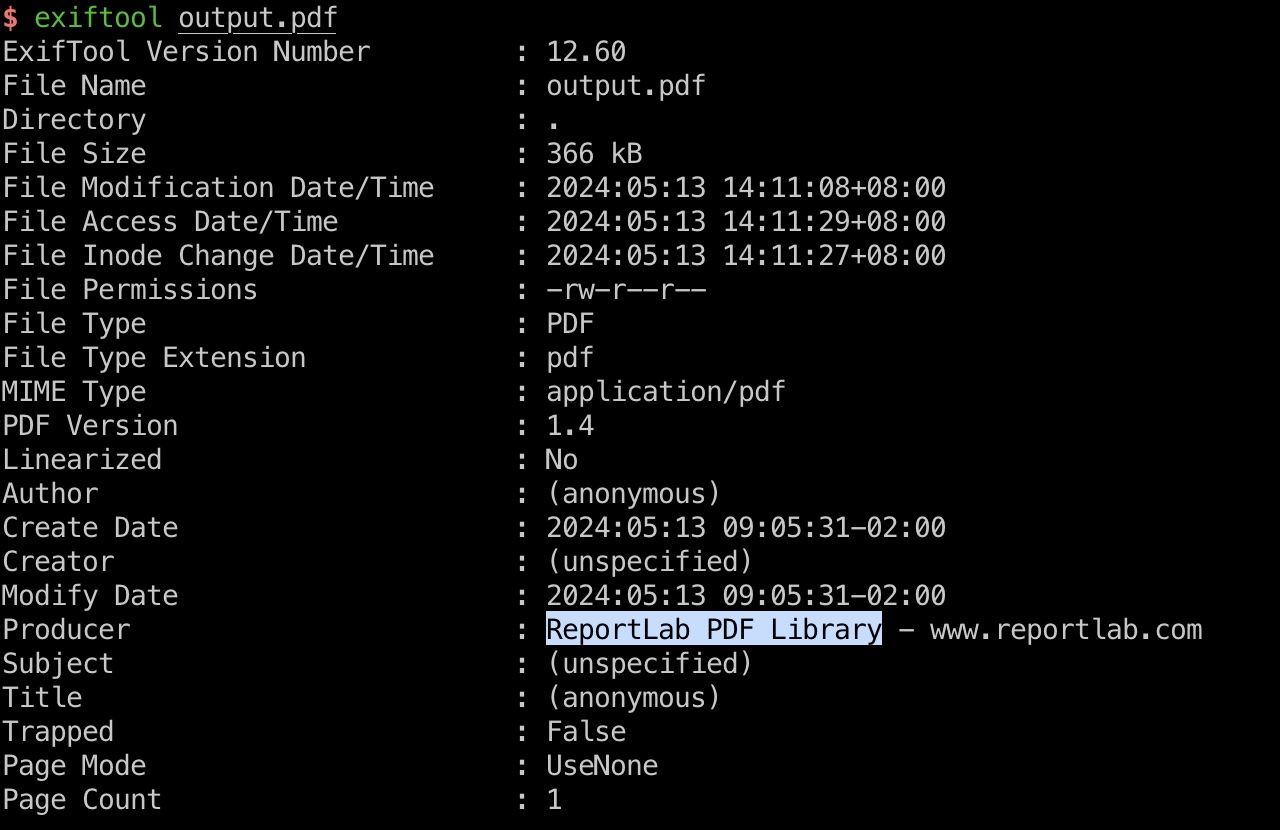 $ exiftool output.pdf
ExifTool Version Number         : 12.60
File Name                       : output.pdf
Directory                       : .
File Size                       : 366 kB
File Modification Date/Time     : 2024:05:13 14:11:08+08:00
File Access Date/Time           : 2024:05:13 14:11:29+08:00
File Inode Change Date/Time     : 2024:05:13 14:11:27+08:00
File Permissions                : -rw-r--r--
File Type                       : PDF
File Type Extension             : pdf
MIME Type                       : application/pdf
PDF Version                     : 1.4
Linearized                      : No
Author                          : (anonymous)
Create Date                     : 2024:05:13 09:05:31-02:00
Creator                         : (unspecified)
Modify Date                     : 2024:05:13 09:05:31-02:00
Producer                        : ReportLab PDF Library - www.reportlab.com
Subject                         : (unspecified)
Title                           : (anonymous)
Trapped                         : False
Page Mode                       : UseNone
Page Count                      : 1